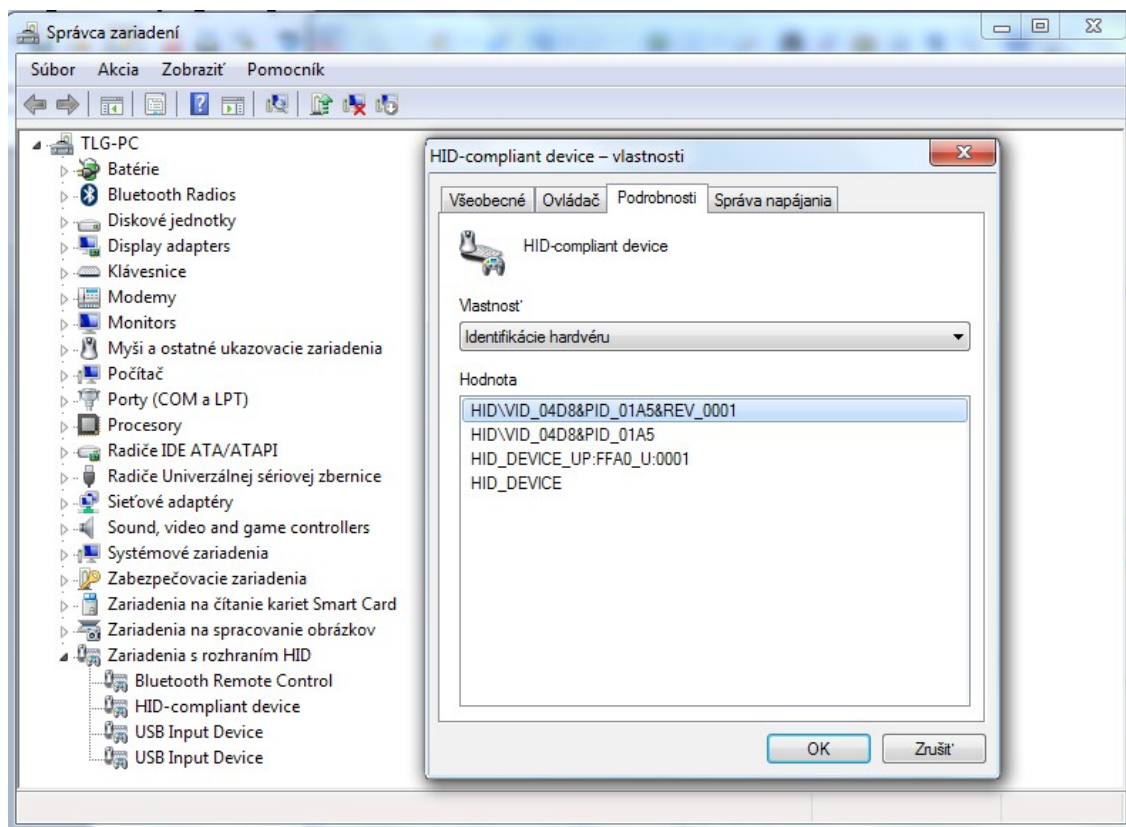 Správca zariadení
Súbor Akcia Zobraziť Pomocník
TLG-PC
Batérie
Bluetooth Radios
Diskové jednotky
Display adapters
Klávesnice
Modemy
Monitors
Myši a ostatné ukazovacie zariadenia
Počítač
Porty (COM a LPT)
Procesory
Radiče IDE ATA/ATAPI
Radiče Univerzálnej sériovej zbernice
Sieťové adaptéry
Sound, video and game controllers
Systémové zariadenia
Zabezpečovacie zariadenia
Zariadenia na čítanie kariet Smart Card
Zariadenia na spracovanie obrázkov
Zariadenia s rozhraním HID
Bluetooth Remote Control
HID-compliant device
USB Input Device
USB Input Device
HID-compliant device – vlastnosti
Všeobecné Ovládač Podrobnosti Správa napájania
HID-compliant device
Vlastnosť
Identifikácie hardvéru
Hodnota
HID\VID_04D8&PID_01A5&REV_0001
HID\VID_04D8&PID_01A5
HID_DEVICE_UP:FFA0_U:0001
HID_DEVICE
OK Zrušiť